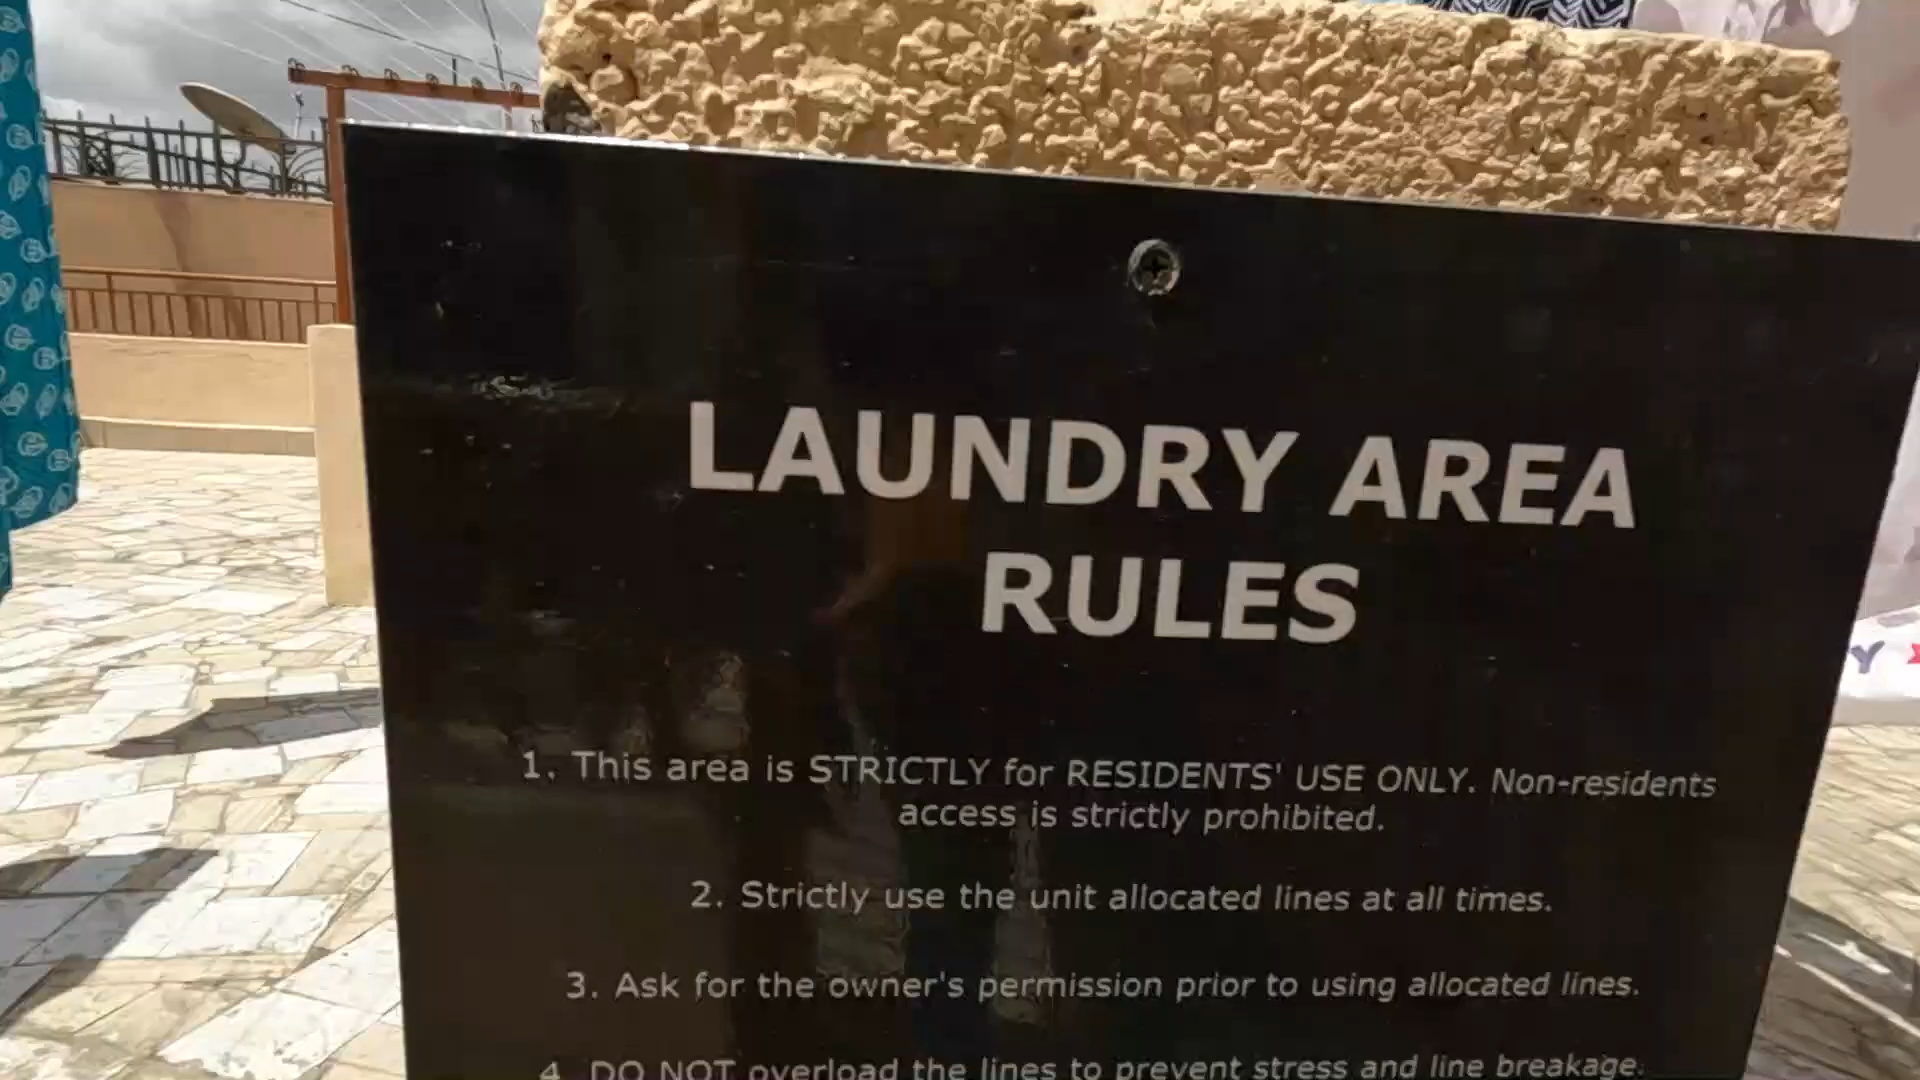 LAUNDRY AREA
RULES
1. This area is STRICTLY for RESIDENTS' USE ONLY. Non-residents
access is strictly prohibited.
2. Strictly use the unit allocated lines at all times.
3. Ask for the owner's permission prior to using allocated lines.
4. DO NOT overload the lines to prevent stress and line breakage.
Y